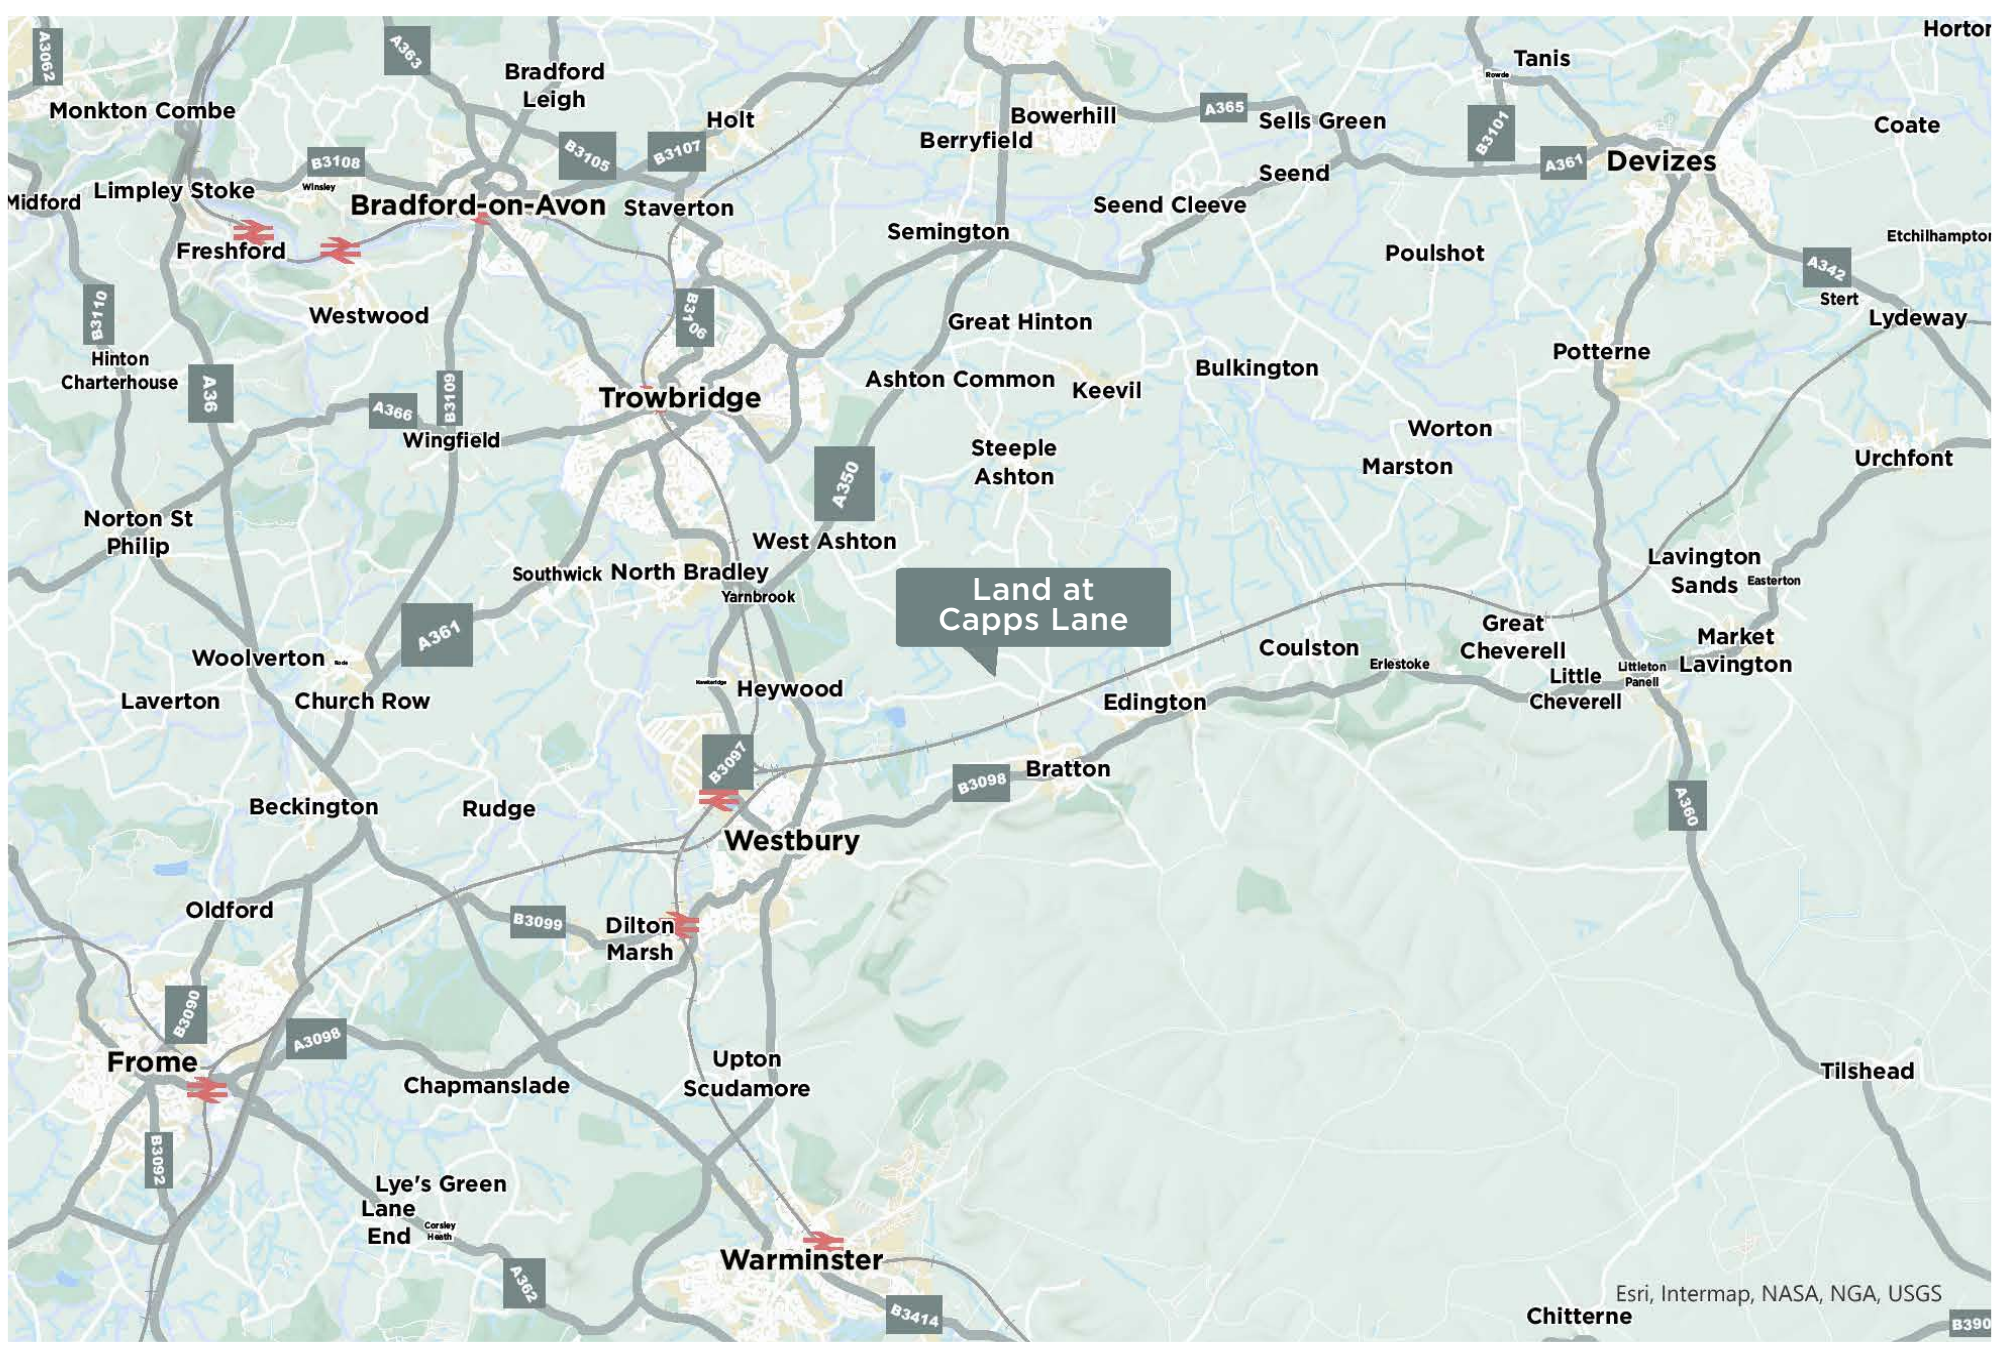 Horton
A3062
A363
Tanis
Rowde
Bradford
Leigh
Monkton Combe
Holt
Bowerhill
A365
Sells Green
B3101
Coate
Berryfield
B3108
B3105
B3107
A361
Devizes
Winsley
Limpley Stoke
Midford
Bradford-on-Avon
Staverton
Seend
Seend Cleeve
Semington
Etchilhampton
Freshford
Poulshot
A342
Stert
B3110
Westwood
B3106
Great Hinton
Lydeway
Hinton
Charterhouse
Potterne
A36
B3109
Trowbridge
Ashton Common
Keevil
Bulkington
A366
Wingfield
Worton
Steeple
Ashton
Marston
Urchfont
A350
Norton St
Philip
West Ashton
Lavington
Sands
Easterton
Southwick
North Bradley
Yarnbrook
Land at
Capps Lane
A361
Great
Cheverell
Coulston
Erlestoke
Market
Lavington
Woolverton
Rode
Littleton
Panell
Little
Cheverell
Laverton
Church Row
Hawkeridge
Heywood
Edington
B3097
Bratton
B3098
A360
Beckington
Rudge
Westbury
Oldford
B3099
Dilton
Marsh
B3090
A3098
Frome
Upton
Scudamore
Chapmanslade
Tilshead
B3092
Lye's Green
Lane
End
Corsley
Heath
Warminster
A362
B3414
Esri, Intermap, NASA, NGA, USGS
Chitterne
B390